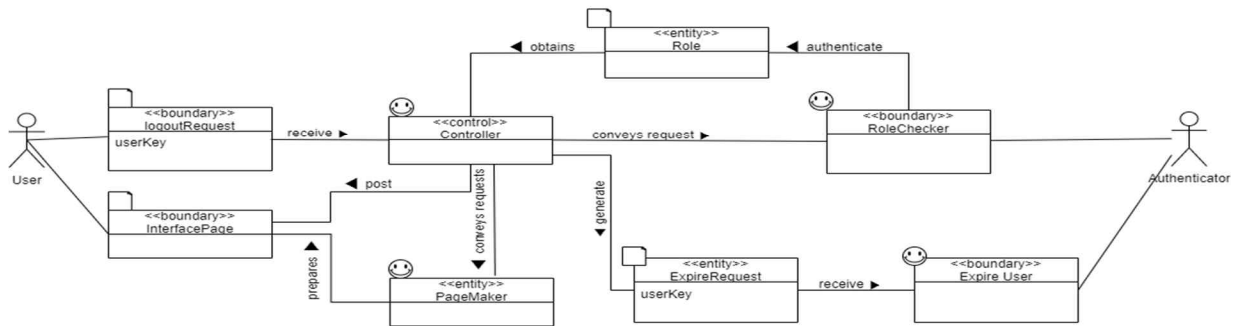 <<entity>>
Role
◄ obtains
◄ authenticate
<<boundary>>
logoutRequest
userKey
receive ►
<<control>>
Controller
conveys request ►
<<boundary>>
RoleChecker
User
Authenticator
◄ post
conveys requests
generate
<<boundary>>
InterfacePage
prepares
<<entity>>
PageMaker
<<entity>>
ExpireRequest
userKey
receive ►
<<boundary>>
Expire User